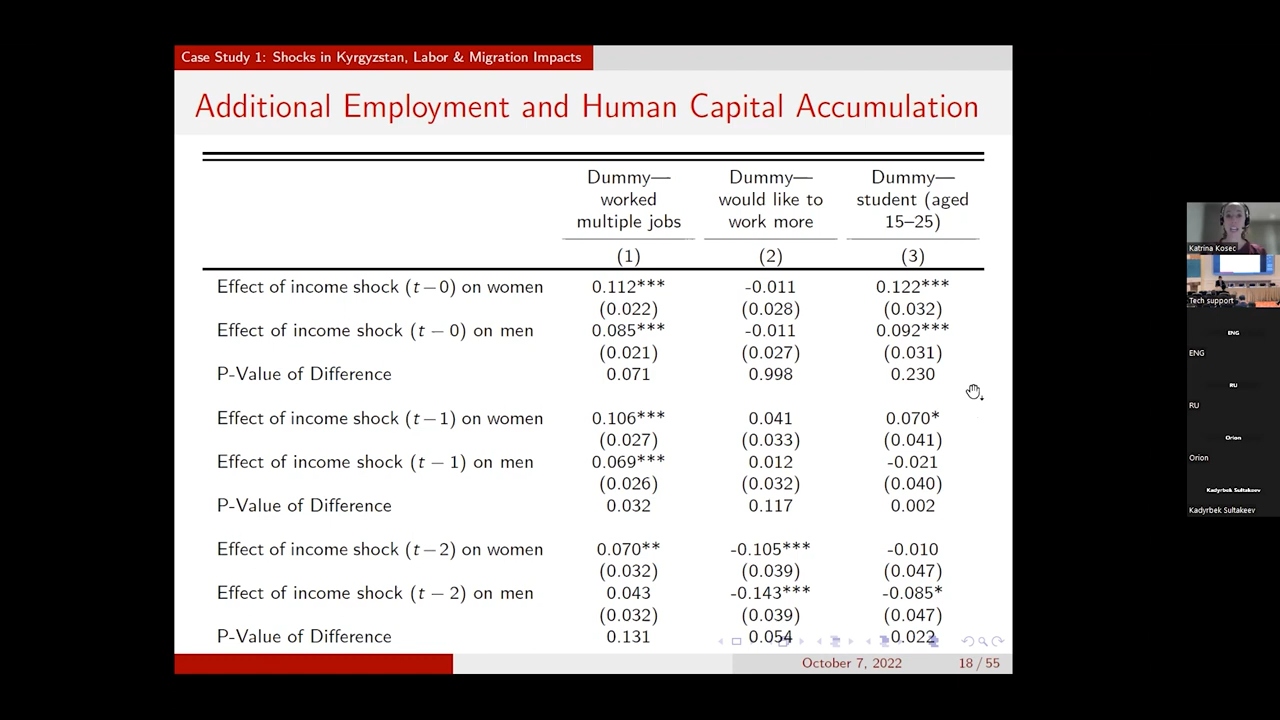 Case Study 1: Shocks in Kyrgyzstan, Labor & Migration Impacts
Additional Employment and Human Capital Accumulation
Dummy— Dummy— Dummy—
worked would like to student (aged
multiple jobs work more 15–25)
(1) (2) (3)
Effect of income shock (t−0) on women 0.112*** -0.011 0.122***
(0.022) (0.028) (0.032)
Effect of income shock (t − 0) on men 0.085*** -0.011 0.092***
(0.021) (0.027) (0.031)
P-Value of Difference 0.071 0.998 0.230
Effect of income shock (t−1) on women 0.106*** 0.041 0.070*
(0.027) (0.033) (0.041)
Effect of income shock (t − 1) on men 0.069*** 0.012 -0.021
(0.026) (0.032) (0.040)
P-Value of Difference 0.032 0.117 0.002
Effect of income shock (t−2) on women 0.070** -0.105*** -0.010
(0.032) (0.039) (0.047)
Effect of income shock (t − 2) on men 0.043 -0.143*** -0.085*
(0.032) (0.039) (0.047)
P-Value of Difference 0.131 0.054 0.022
October 7, 2022 18 / 55
Katrina Kosec
Tech support
ENG
ENG
RU
RU
Orion
Orion
Kadyrbek Sultakeev
Kadyrbek Sultakeev